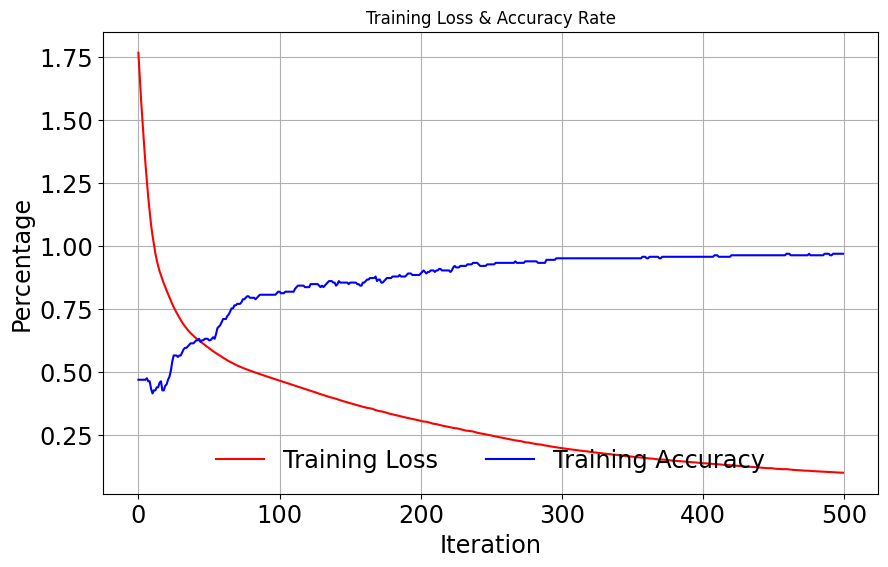 Training Loss & Accuracy Rate
1.75
1.50
1.25
1.00
0.75
0.50
0.25
Percentage
Training Loss Training Accuracy
0 100 200 300 400 500
Iteration